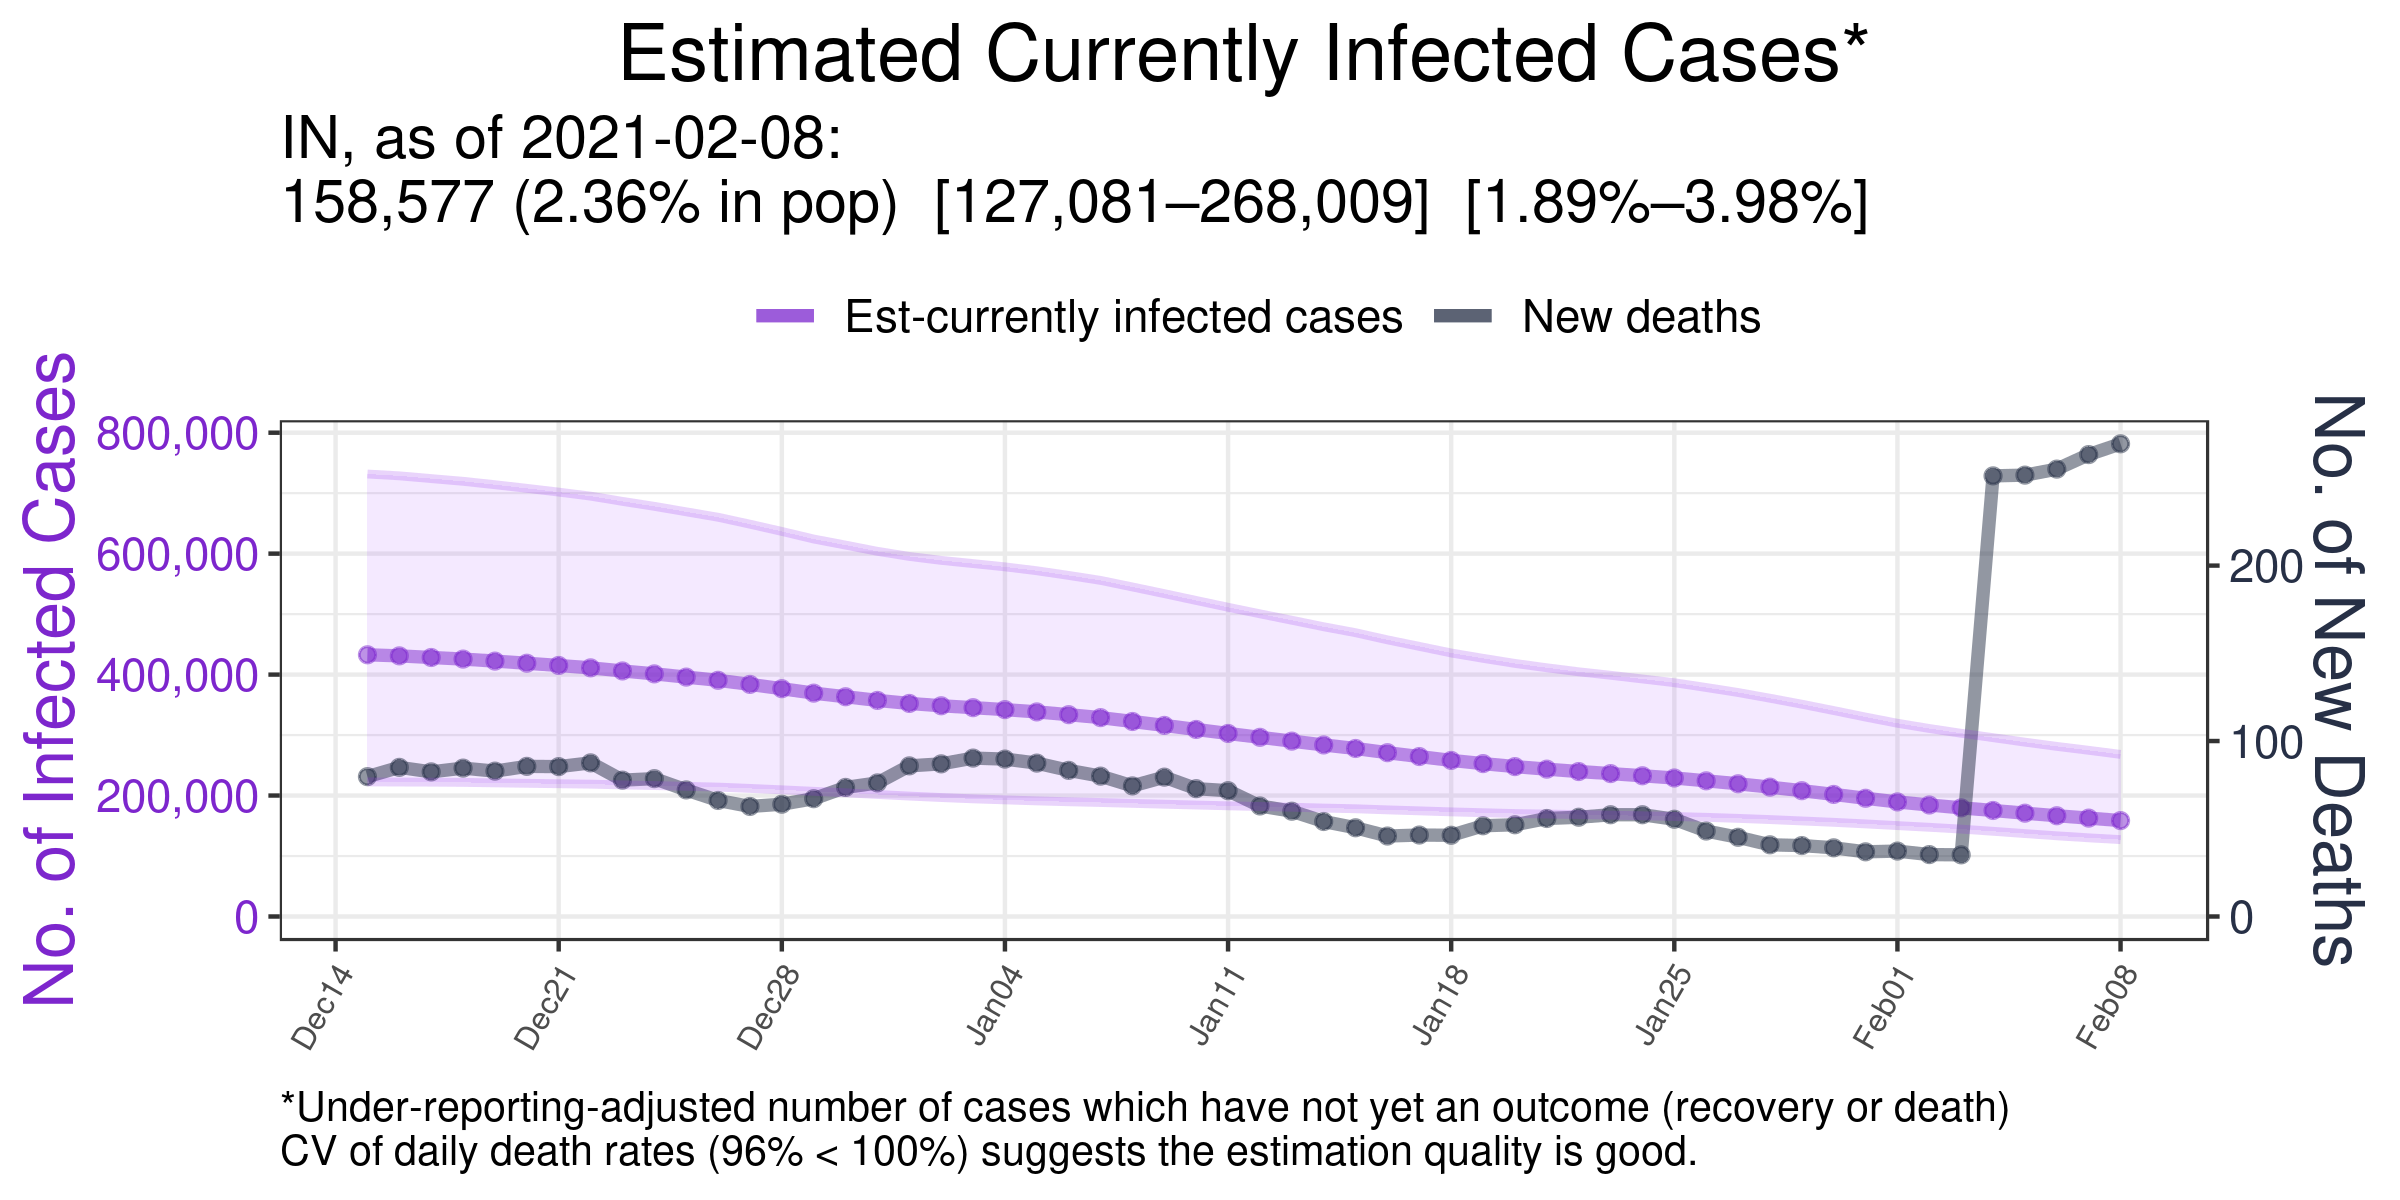 Estimated Currently Infected Cases*
IN, as of 2021-02-08:
158,577 (2.36% in pop)  [127,081–268,009]  [1.89%–3.98%]
Est-currently infected cases
New deaths
No. of Infected Cases
800,000
600,000
400,000
200,000
0
No. of New Deaths
200
100
0
Dec14
Dec21
Dec28
Jan04
Jan11
Jan18
Jan25
Feb01
Feb08
*Under-reporting-adjusted number of cases which have not yet an outcome (recovery or death)
CV of daily death rates (96% < 100%) suggests the estimation quality is good.